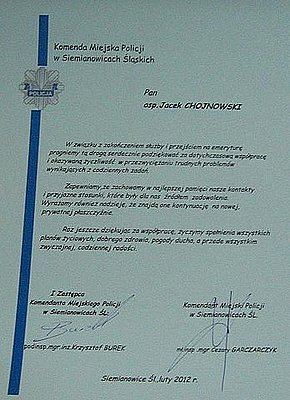 Komenda Miejska Policji
w Siemianowicach Śląskich
POLICJA
Pan
asp. Jacek CHOJNOWSKI
W związku z zakończeniem służby i przejściem na emeryturę
pragniemy tą drogą serdecznie podziękować za dotychczasową współpracę
i okazywaną życzliwość, w przezwyciężaniu trudnych problemów
wynikających z zadań codziennych.
Zapewniamy, że zachowamy w najlepszej pamięci nasze kontakty
i przyjazne stosunki, które były dla nas źródłem zadowolenia.
Wyrażamy również nadzieję, że znajdą one kontynuację na nowej
prywatnej płaszczyźnie.
Raz jeszcze dziękując za współpracę, życzymy spełnienia wszystkich
planów życiowych, dobrego zdrowia, pogody ducha, a przede wszystkim
zwyczajnej, codziennej radości.
I Zastępca
Komendanta Miejskiego Policji
w Siemianowicach Śl.
Komendant Miejski Policji
w Siemianowicach Śl.
podinsp. mgr inż. Krzysztof BUREK
mł.insp. mgr Cezary GARCZARCZYK
Siemianowice Śl., luty 2012 r.